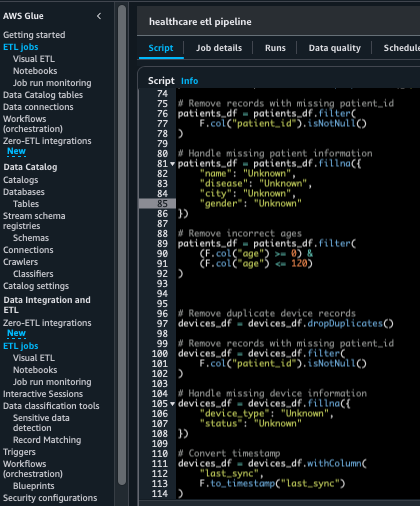 AWS Glue
Getting started
ETL jobs
Visual ETL
Notebooks
Job run monitoring
Data Catalog tables
Data connections
Workflows
(orchestration)
Zero-ETL integrations
New
Data Catalog
Catalogs
Databases
Tables
Stream schema
registries
Schemas
Connections
Crawlers
Classifiers
Catalog settings
Data Integration and
ETL
Zero-ETL integrations
New
ETL jobs
Visual ETL
Notebooks
Job run monitoring
Interactive Sessions
Data classification tools
Sensitive data
detection
Record Matching
Triggers
Workflows
(orchestration)
Blueprints
Security configurations
healthcare etl pipeline
Script
Job details
Runs
Data quality
Schedule
Script Info
74
75 # Remove records with missing patient_id
76 patients_df = patients_df.filter(
77 F.col("patient_id").isNotNull()
78 )
79
80 # Handle missing patient information
81 patients_df = patients_df.fillna({
82 "name": "Unknown",
83 "disease": "Unknown",
84 "city": "Unknown",
85 "gender": "Unknown"
86 })
87
88 # Remove incorrect ages
89 patients_df = patients_df.filter(
90 (F.col("age") >= 0) &
91 (F.col("age") <= 120)
92 )
93
94
95
96 # Remove duplicate device records
97 devices_df = devices_df.dropDuplicates()
98
99 # Remove records with missing patient_id
100 devices_df = devices_df.filter(
101 F.col("patient_id").isNotNull()
102 )
103
104 # Handle missing device information
105 devices_df = devices_df.fillna({
106 "device_type": "Unknown",
107 "status": "Unknown"
108 })
109
110 # Convert timestamp
111 devices_df = devices_df.withColumn(
112 "last_sync",
113 F.to_timestamp("last_sync")
114 )